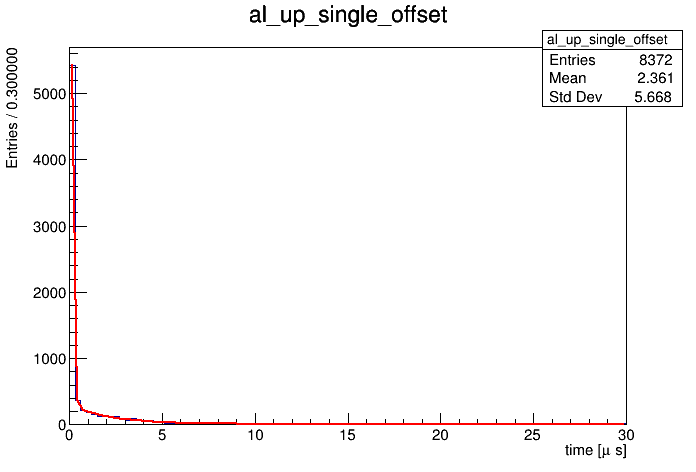 al_up_single_offset
al_up_single_offset
Entries 8372
Mean 2.361
Std Dev 5.668
Entries / 0.300000
5000
4000
3000
2000
1000
0
0 5 10 15 20 25 30
time [μ s]